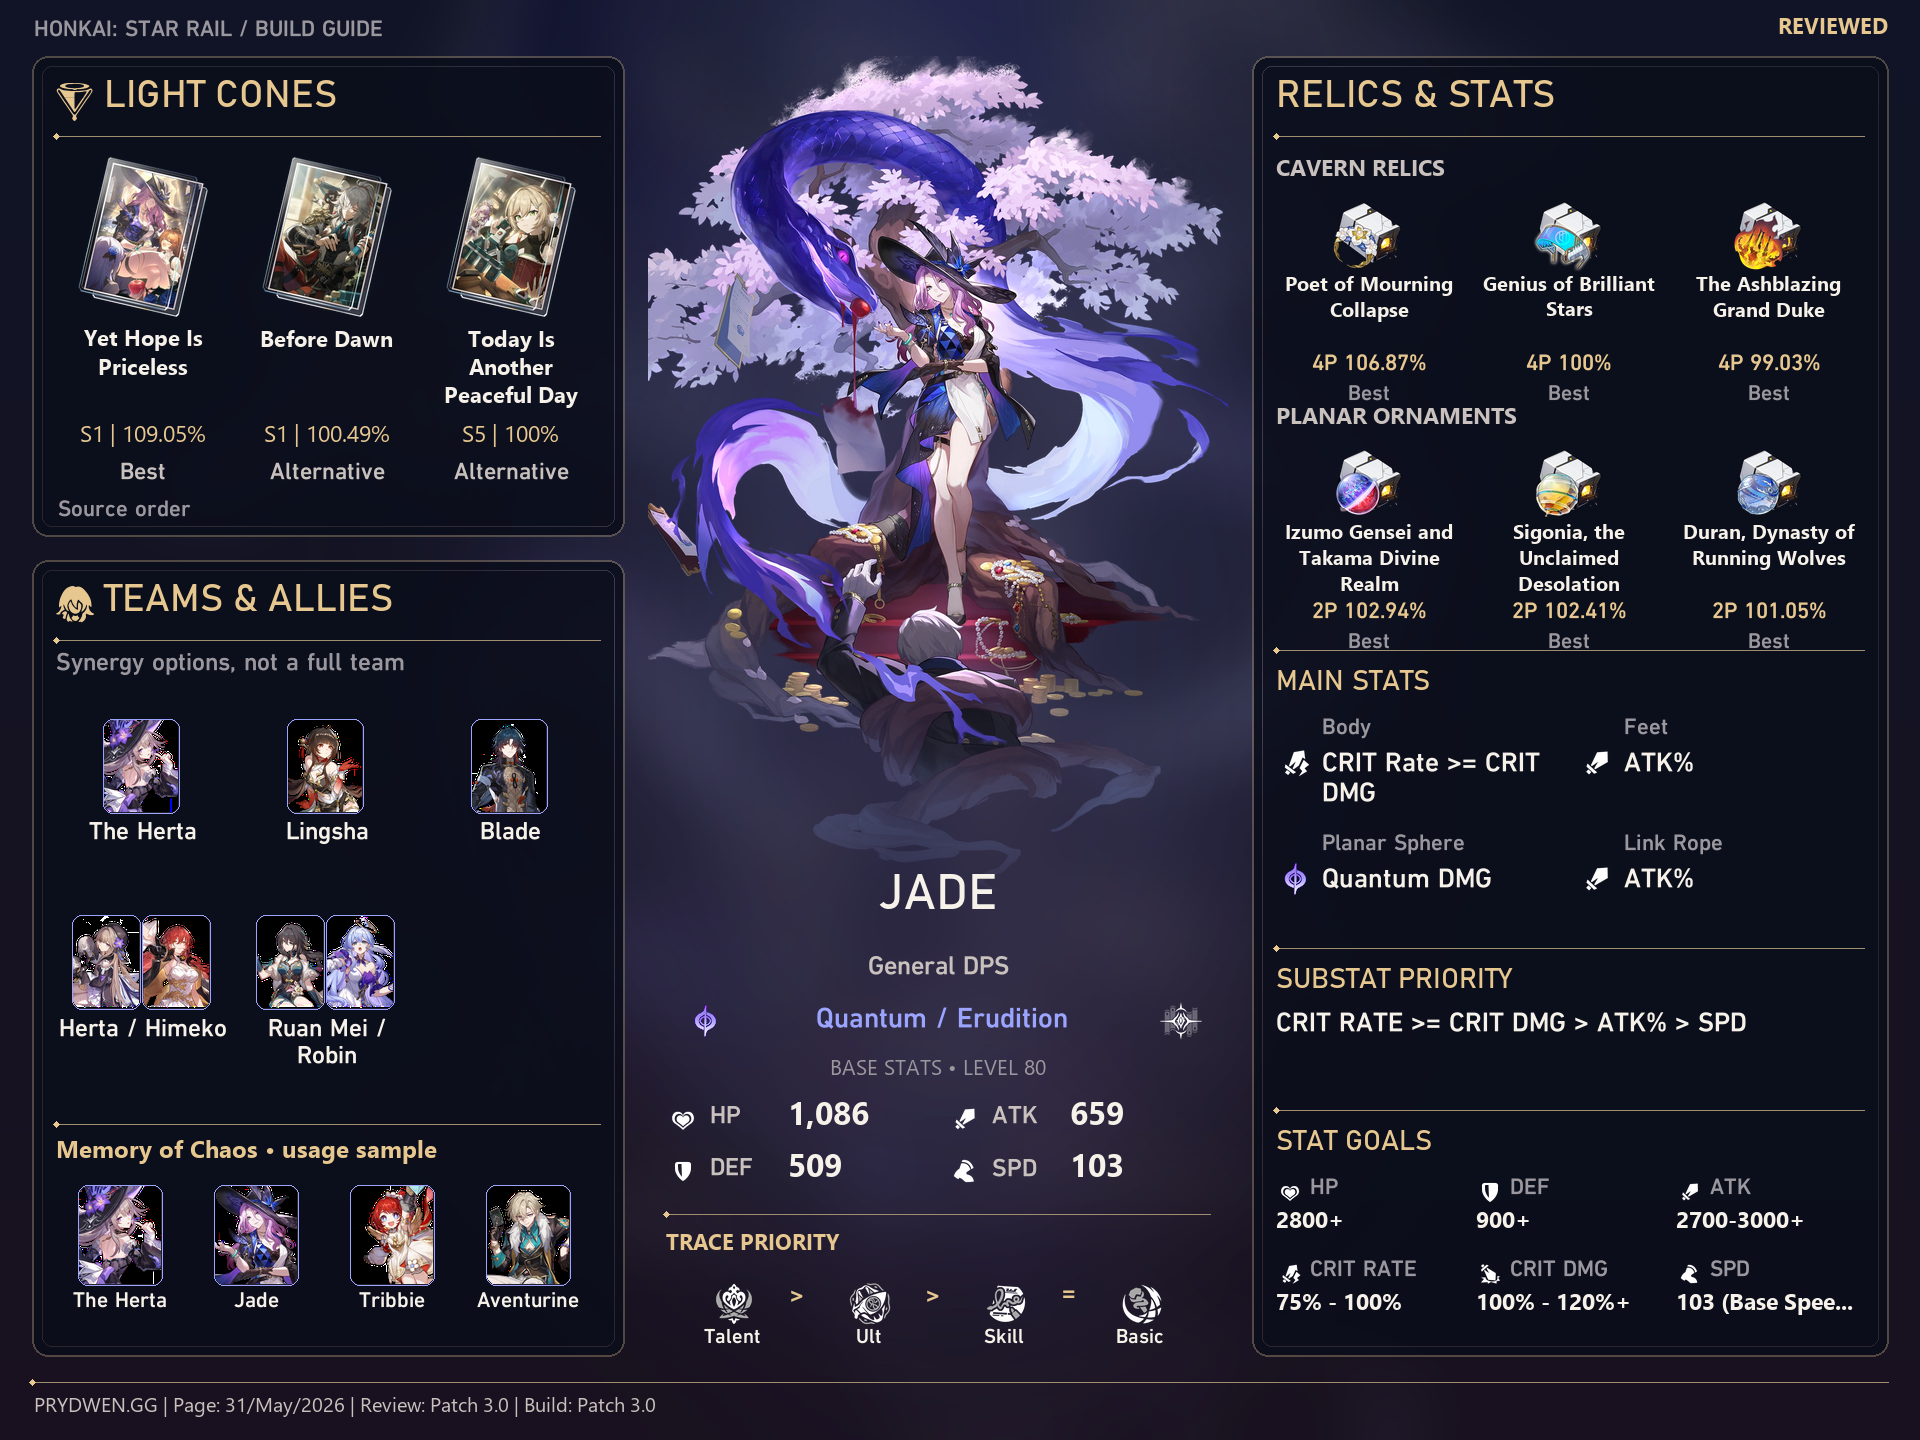 HONKAI: STAR RAIL / BUILD GUIDE
REVIEWED
LIGHT CONES
Yet Hope Is Priceless
S1 | 109.05%
Best
Before Dawn
S1 | 100.49%
Alternative
Today Is Another Peaceful Day
S5 | 100%
Alternative
Source order
TEAMS & ALLIES
Synergy options, not a full team
The Herta
Lingsha
Blade
Herta / Himeko
Ruan Mei / Robin
Memory of Chaos • usage sample
The Herta
Jade
Tribbie
Aventurine
JADE
General DPS
Quantum / Erudition
BASE STATS • LEVEL 80
HP 1,086
ATK 659
DEF 509
SPD 103
TRACE PRIORITY
Talent > Ult > Skill = Basic
RELICS & STATS
CAVERN RELICS
Poet of Mourning Collapse
4P 106.87%
Best
Genius of Brilliant Stars
4P 100%
Best
The Ashblazing Grand Duke
4P 99.03%
Best
PLANAR ORNAMENTS
Izumo Gensei and Takama Divine Realm
2P 102.94%
Best
Sigonia, the Unclaimed Desolation
2P 102.41%
Best
Duran, Dynasty of Running Wolves
2P 101.05%
Best
MAIN STATS
Body
CRIT Rate >= CRIT DMG
Feet
ATK%
Planar Sphere
Quantum DMG
Link Rope
ATK%
SUBSTAT PRIORITY
CRIT RATE >= CRIT DMG > ATK% > SPD
STAT GOALS
HP
2800+
DEF
900+
ATK
2700-3000+
CRIT RATE
75% - 100%
CRIT DMG
100% - 120%+
SPD
103 (Base Spee...
PRYDWEN.GG | Page: 31/May/2026 | Review: Patch 3.0 | Build: Patch 3.0